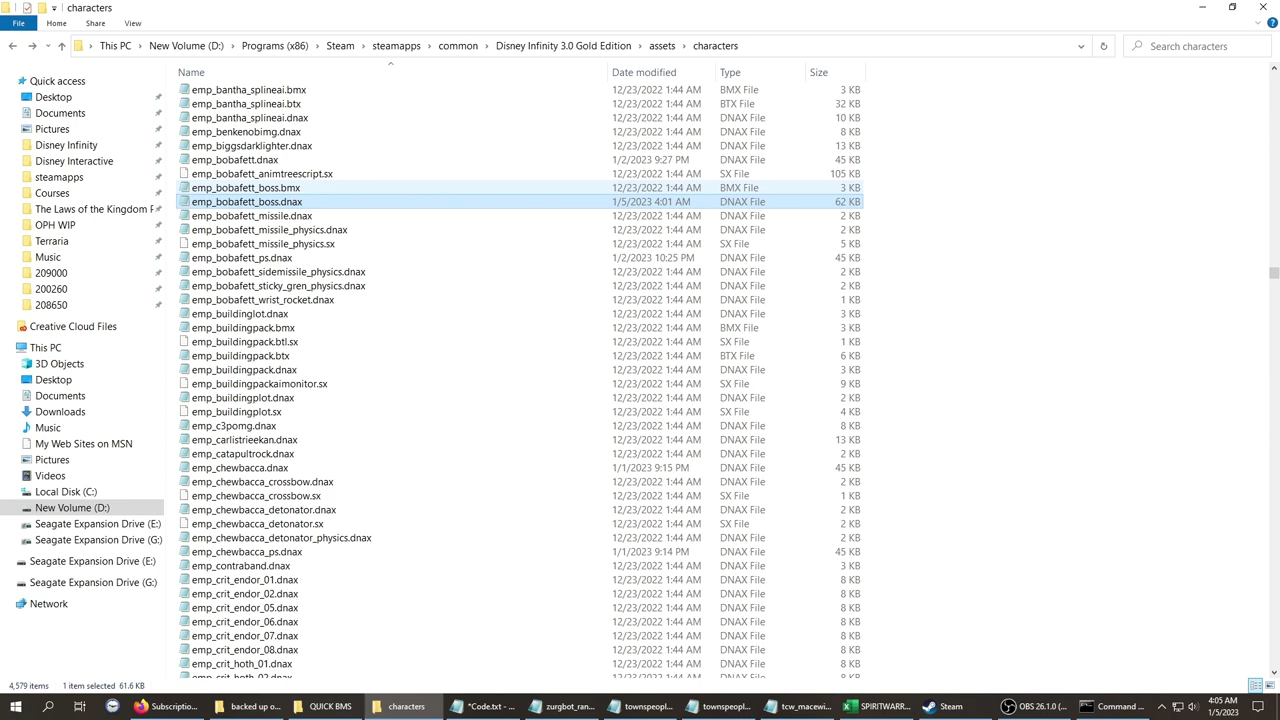 characters
File Home Share View
This PC New Volume (D:) Programs (x86) Steam steamapps common Disney Infinity 3.0 Gold Edition assets characters Search characters
Name Date modified Type Size
Quick access
Desktop
Documents
Pictures
Disney Infinity
Disney Interactive
steamapps
Courses
The Laws of the Kingdom F
OPH WIP
Terraria
Music
209000
200260
208650
Creative Cloud Files
This PC
3D Objects
Desktop
Documents
Downloads
Music
My Web Sites on MSN
Pictures
Videos
Local Disk (C:)
New Volume (D:)
Seagate Expansion Drive (E:)
Seagate Expansion Drive (G:)
Seagate Expansion Drive (E:)
Seagate Expansion Drive (G:)
Network
emp_bantha_splineai.bmx 12/23/2022 1:44 AM BMX File 3 KB
emp_bantha_splineai.btx 12/23/2022 1:44 AM BTX File 32 KB
emp_bantha_splineai.dnax 12/23/2022 1:44 AM DNAX File 10 KB
emp_benkenobimg.dnax 12/23/2022 1:44 AM DNAX File 8 KB
emp_biggsdarklighter.dnax 12/23/2022 1:44 AM DNAX File 13 KB
emp_bobafett.dnax 1/2/2023 9:27 PM DNAX File 45 KB
emp_bobafett_animtreescript.sx 12/23/2022 1:44 AM SX File 105 KB
emp_bobafett_boss.bmx 12/23/2022 1:44 AM BMX File 3 KB
emp_bobafett_boss.dnax 1/5/2023 4:01 AM DNAX File 62 KB
emp_bobafett_missile.dnax 12/23/2022 1:44 AM DNAX File 2 KB
emp_bobafett_missile_physics.dnax 12/23/2022 1:44 AM DNAX File 2 KB
emp_bobafett_missile_physics.sx 12/23/2022 1:44 AM SX File 5 KB
emp_bobafett_ps.dnax 1/2/2023 10:25 PM DNAX File 45 KB
emp_bobafett_sidemissile_physics.dnax 12/23/2022 1:44 AM DNAX File 2 KB
emp_bobafett_sticky_gren_physics.dnax 12/23/2022 1:44 AM DNAX File 2 KB
emp_bobafett_wrist_rocket.dnax 12/23/2022 1:44 AM DNAX File 1 KB
emp_buildinglot.dnax 12/23/2022 1:44 AM DNAX File 3 KB
emp_buildingpack.bmx 12/23/2022 1:44 AM BMX File 3 KB
emp_buildingpack.btl.sx 12/23/2022 1:44 AM SX File 1 KB
emp_buildingpack.btx 12/23/2022 1:44 AM BTX File 6 KB
emp_buildingpack.dnax 12/23/2022 1:44 AM DNAX File 3 KB
emp_buildingpackaimonitor.sx 12/23/2022 1:44 AM SX File 9 KB
emp_buildingplot.dnax 12/23/2022 1:44 AM DNAX File 2 KB
emp_buildingplot.sx 12/23/2022 1:44 AM SX File 4 KB
emp_c3pomg.dnax 12/23/2022 1:44 AM DNAX File 8 KB
emp_carlistrieekan.dnax 12/23/2022 1:44 AM DNAX File 13 KB
emp_catapultrock.dnax 12/23/2022 1:44 AM DNAX File 2 KB
emp_chewbacca.dnax 1/1/2023 9:15 PM DNAX File 45 KB
emp_chewbacca_crossbow.dnax 12/23/2022 1:44 AM DNAX File 2 KB
emp_chewbacca_crossbow.sx 12/23/2022 1:44 AM SX File 1 KB
emp_chewbacca_detonator.dnax 12/23/2022 1:44 AM DNAX File 2 KB
emp_chewbacca_detonator.sx 12/23/2022 1:44 AM SX File 2 KB
emp_chewbacca_detonator_physics.dnax 12/23/2022 1:44 AM DNAX File 2 KB
emp_chewbacca_ps.dnax 1/1/2023 9:14 PM DNAX File 45 KB
emp_contraband.dnax 12/23/2022 1:44 AM DNAX File 3 KB
emp_crit_endor_01.dnax 12/23/2022 1:44 AM DNAX File 8 KB
emp_crit_endor_02.dnax 12/23/2022 1:44 AM DNAX File 8 KB
emp_crit_endor_05.dnax 12/23/2022 1:44 AM DNAX File 8 KB
emp_crit_endor_06.dnax 12/23/2022 1:44 AM DNAX File 8 KB
emp_crit_endor_07.dnax 12/23/2022 1:44 AM DNAX File 8 KB
emp_crit_endor_08.dnax 12/23/2022 1:44 AM DNAX File 8 KB
emp_crit_hoth_01.dnax 12/23/2022 1:44 AM DNAX File 8 KB
emp_crit_hoth_02.dnax 12/23/2022 1:44 AM DNAX File 8 KB
4,579 items 1 item selected 61.6 KB
Subscriptio... backed up o... QUICK BMS characters "Code.txt - ... zurgbot_ran... townspeopl... townspeopl... tcw_macewi... SPIRITWARR... Steam OBS 26.1.0 (... Command ... 4:05 AM
1/5/2023